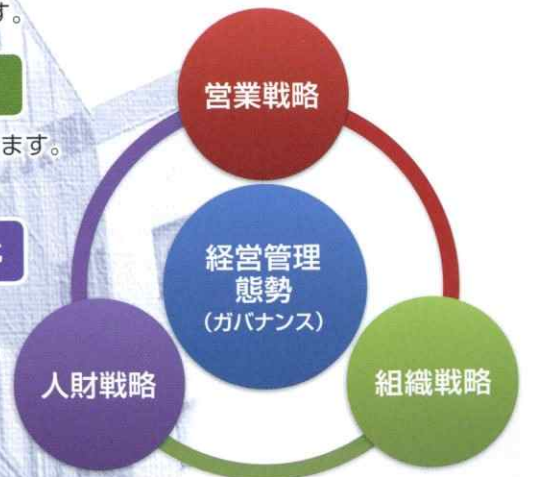 す。
営業戦略
ます。
経営管理
態勢
(ガバナンス)
人財戦略
組織戦略